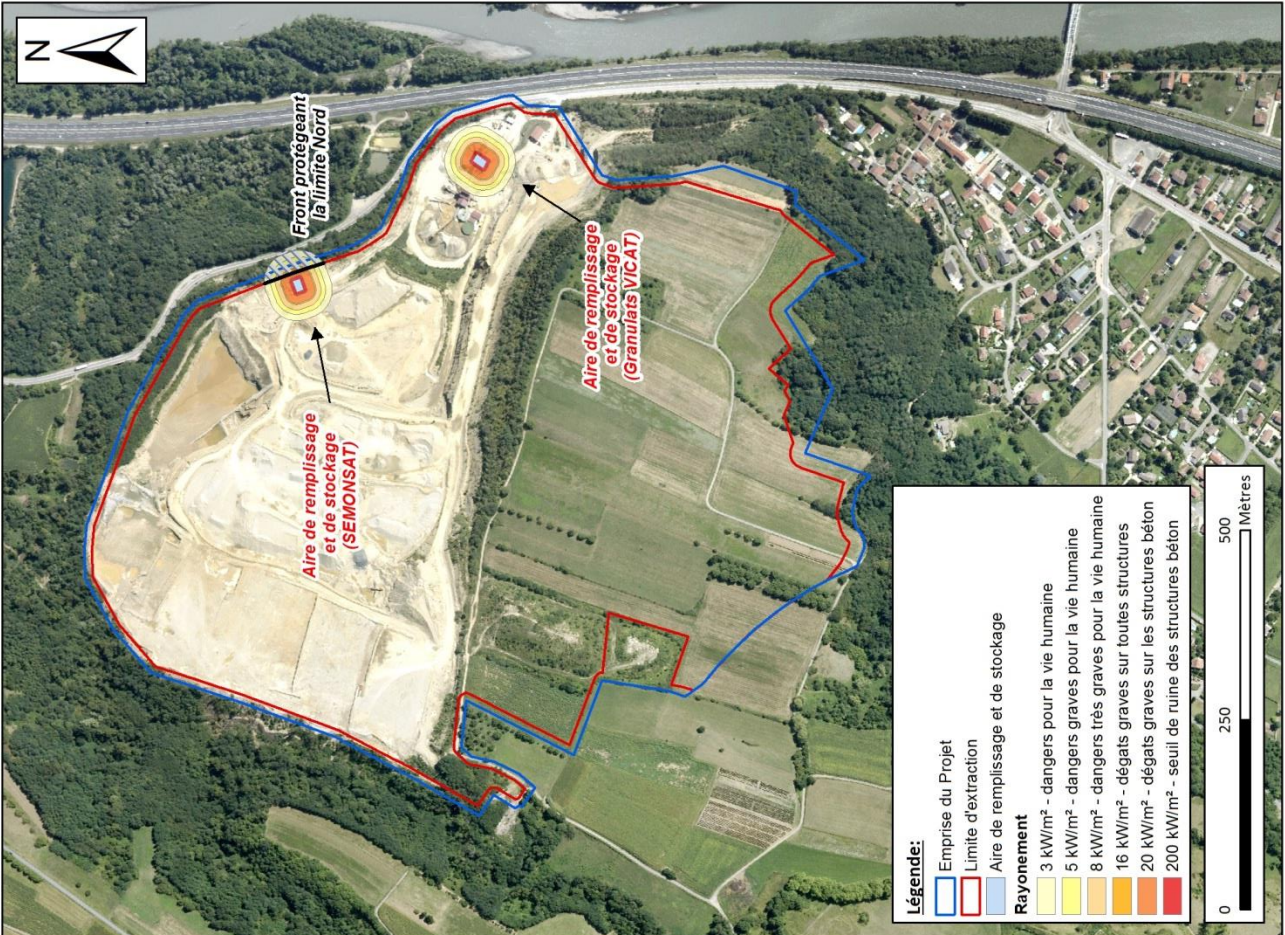 N
Front protégeant
la limite Nord
Aire de remplissage
et de stockage
(SEMONSAT)
Aire de remplissage
et de stockage
(Granulats VICAT)
Légende:
Emprise du Projet
Limite d'extraction
Aire de remplissage et de stockage
Rayonement
3 kW/m² - dangers pour la vie humaine
5 kW/m² - dangers graves pour la vie humaine
8 kW/m² - dangers très graves pour la vie humaine
16 kW/m² - dégats graves sur toutes structures
20 kW/m² - dégats graves sur les structures béton
200 kW/m² - seuil de ruine des structures béton
0 250 500
Mètres